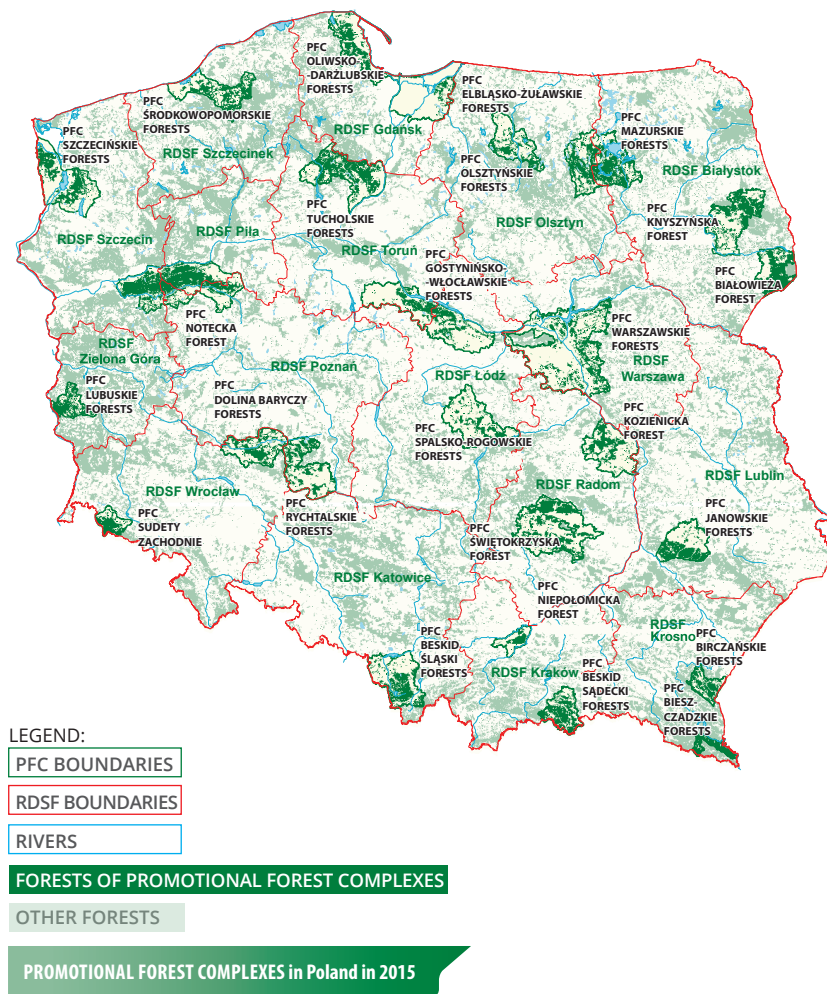 PFC
OLIWSKO-
-DARŻLUBSKIE
FORESTS
PFC
ELBLĄSKO-ŻUŁAWSKIE
FORESTS
PFC
ŚRODKOWOPOMORSKIE
FORESTS
PFC
SZCZECIŃSKIE
FORESTS
PFC
MAZURSKIE
FORESTS
RDSF Gdańsk
RDSF Szczecinek
PFC
OLSZTYŃSKIE
FORESTS
RDSF Białystok
PFC
TUCHOLSKIE
FORESTS
PFC
KNYSZYŃSKA
FOREST
RDSF Szczecin
RDSF Piła
RDSF Olsztyn
RDSF Toruń
PFC
GOSTYNIŃSKO-
-WŁOCŁAWSKIE
FORESTS
PFC
BIAŁOWIEŻA
FOREST
PFC
NOTECKA
FOREST
PFC
WARSZAWSKIE
FORESTS
RDSF
Zielona Góra
RDSF
Warszawa
RDSF Poznań
RDSF Łódź
PFC
LUBUSKIE
FORESTS
PFC
DOLINA BARYCZY
FORESTS
PFC
KOZIENICKA
FOREST
PFC
SPALSKO-ROGOWSKIE
FORESTS
RDSF Lublin
RDSF Radom
RDSF Wrocław
PFC
RYCHTALSKIE
FORESTS
PFC
SUDETY
ZACHODNIE
PFC
JANOWSKIE
FORESTS
PFC
ŚWIĘTOKRZYSKA
FOREST
RDSF Katowice
PFC
NIEPOŁOMICKA
FOREST
RDSF
Krosno
PFC
BESKID
ŚLĄSKI
FORESTS
PFC
BIRCZAŃSKIE
FORESTS
RDSF Kraków
PFC
BESKID
SĄDECKI
FORESTS
PFC
BIESZ-
CZADZKIE
FORESTS
LEGEND:
PFC BOUNDARIES
RDSF BOUNDARIES
RIVERS
FORESTS OF PROMOTIONAL FOREST COMPLEXES
OTHER FORESTS
PROMOTIONAL FOREST COMPLEXES in Poland in 2015